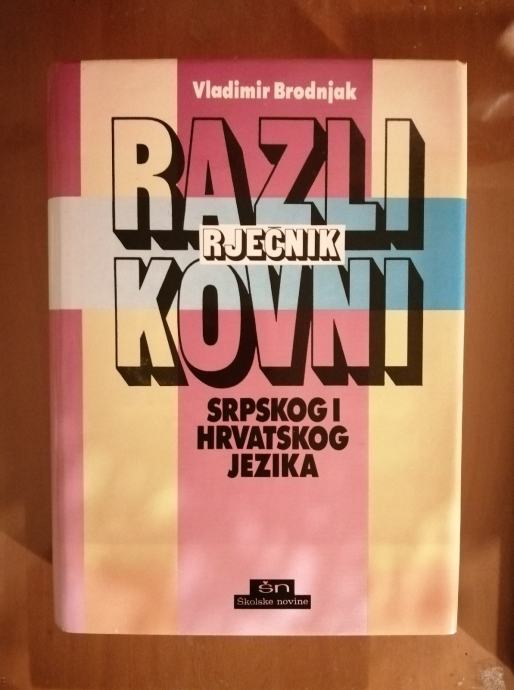 Vladimir Brodnjak
RAZLI
RJEČNIK
KOVNI
SRPSKOG I
HRVATSKOG
JEZIKA
šn
Školske novine